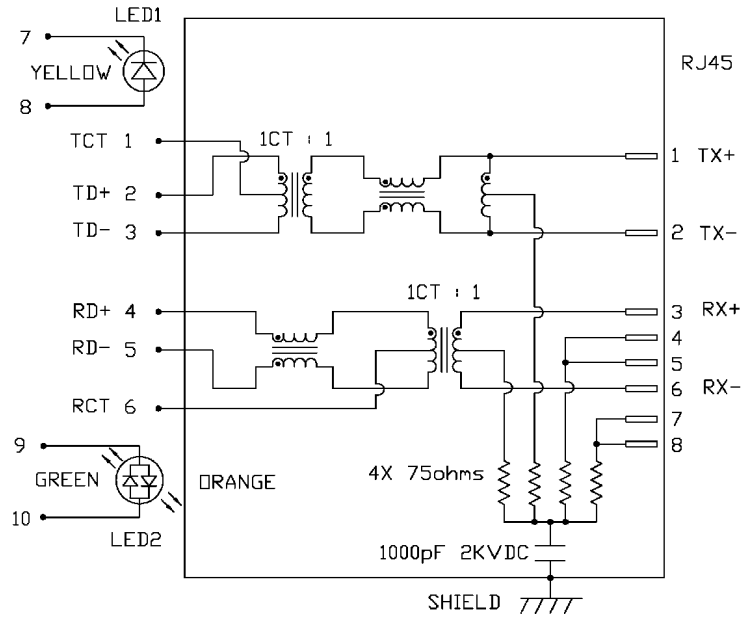 LED1
7
YELLOW
8
RJ45
TCT 1
1CT : 1
1 TX+
TD+ 2
TD- 3
2 TX-
1CT : 1
RD+ 4
3 RX+
4
RD- 5
5
6 RX-
RCT 6
7
8
9
GREEN
ORANGE
4X 75ohms
10
LED2
1000pF 2KVDC
SHIELD